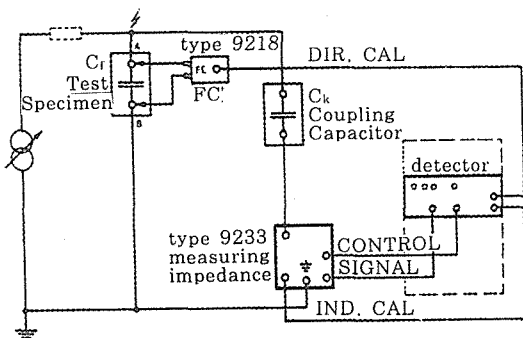 type 9218
DIR. CAL
A
Cr
Test
Specimen
B
FC
FC'
Ck
Coupling
Capacitor
detector
type 9233
measuring
impedance
CONTROL
SIGNAL
IND. CAL